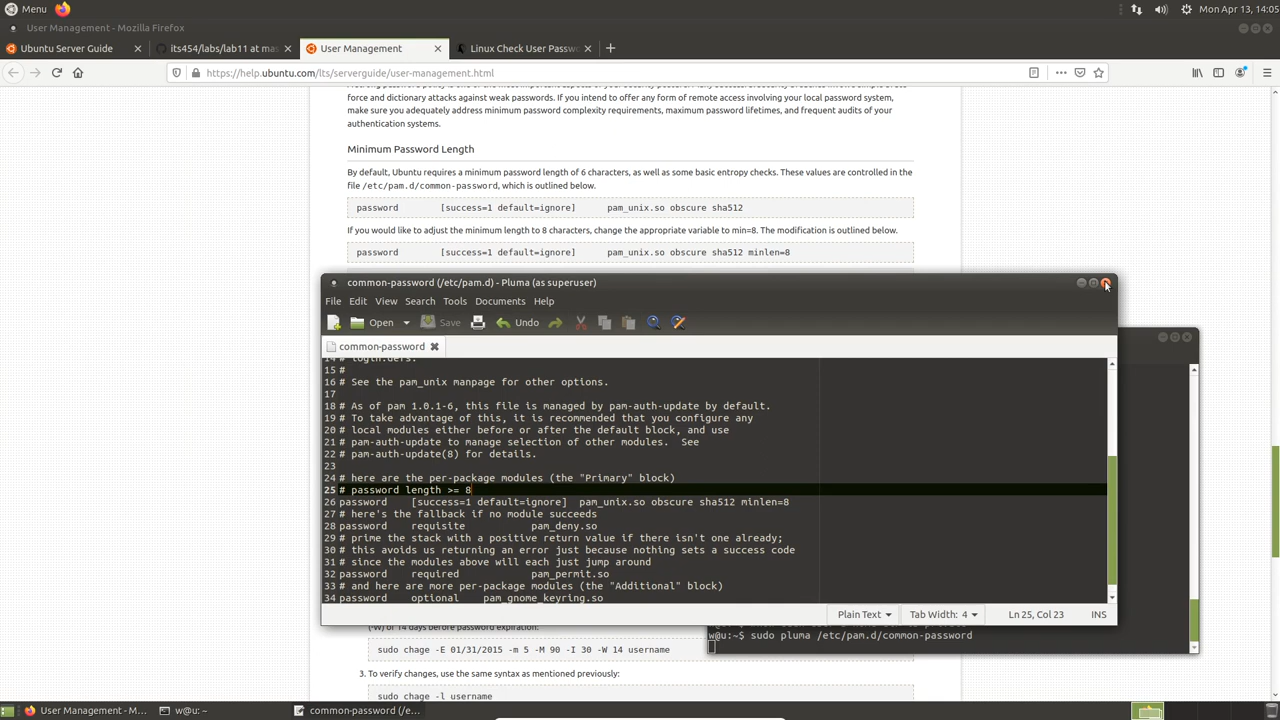 Menu
Mon Apr 13, 14:05
User Management - Mozilla Firefox
Ubuntu Server Guide
its454/labs/lab11 at mas
User Management
Linux Check User Passwo
https://help.ubuntu.com/lts/serverguide/user-management.html
force and dictionary attacks against weak passwords. If you intend to offer any form of remote access involving your local password system,
make sure you adequately address minimum password complexity requirements, maximum password lifetimes, and frequent audits of your
authentication systems.
Minimum Password Length
By default, Ubuntu requires a minimum password length of 6 characters, as well as some basic entropy checks. These values are controlled in the
file /etc/pam.d/common-password, which is outlined below.
password [success=1 default=ignore] pam_unix.so obscure sha512
If you would like to adjust the minimum length to 8 characters, change the appropriate variable to min=8. The modification is outlined below.
password [success=1 default=ignore] pam_unix.so obscure sha512 minlen=8
common-password (/etc/pam.d) - Pluma (as superuser)
File Edit View Search Tools Documents Help
Open Save Undo
common-password
14 # login.defs.
15 #
16 # See the pam_unix manpage for other options.
17
18 # As of pam 1.0.1-6, this file is managed by pam-auth-update by default.
19 # To take advantage of this, it is recommended that you configure any
20 # local modules either before or after the default block, and use
21 # pam-auth-update to manage selection of other modules.  See
22 # pam-auth-update(8) for details.
23
24 # here are the per-package modules (the "Primary" block)
25 # password length >= 8
26 password [success=1 default=ignore] pam_unix.so obscure sha512 minlen=8
27 # here's the fallback if no module succeeds
28 password requisite pam_deny.so
29 # prime the stack with a positive return value if there isn't one already;
30 # this avoids us returning an error just because nothing sets a success code
31 # since the modules above will each just jump around
32 password required pam_permit.so
33 # and here are more per-package modules (the "Additional" block)
34 password optional pam_gnome_keyring.so
Plain Text Tab Width: 4 Ln 25, Col 23 INS
(-W) of 14 days before password expiration:
w@u:~$ sudo pluma /etc/pam.d/common-password
sudo chage -E 01/31/2015 -m 5 -M 90 -I 30 -W 14 username
3. To verify changes, use the same syntax as mentioned previously:
sudo chage -l username
User Management - M...
w@u: ~
common-password (/e...